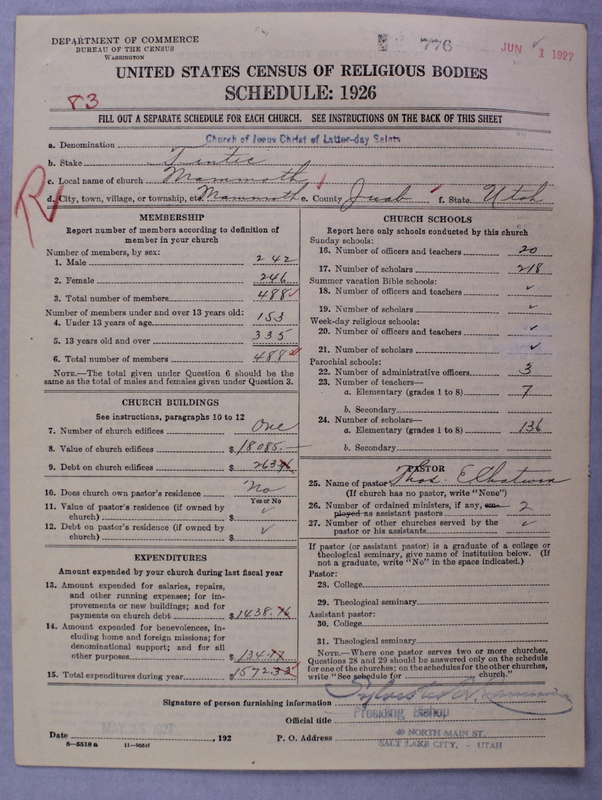 DEPARTMENT OF COMMERCE
BUREAU OF THE CENSUS
WASHINGTON
776
JUN 1 1927
UNITED STATES CENSUS OF RELIGIOUS BODIES
SCHEDULE: 1926
83
FILL OUT A SEPARATE SCHEDULE FOR EACH CHURCH. SEE INSTRUCTIONS ON THE BACK OF THIS SHEET
a. Denomination Church of Jesus Christ of Latter-day Saints
b. Stake Tintic
c. Local name of church Mammoth
R
d. City, town, village, or township, etc. Mammoth e. County Juab f. State Utah
MEMBERSHIP
Report number of members according to definition of
member in your church
Number of members, by sex:
1. Male 242
2. Female 246
3. Total number of members 488
Number of members under and over 13 years old:
4. Under 13 years of age 153
5. 13 years old and over 335
6. Total number of members 488
NOTE.—The total given under Question 6 should be the
same as the total of males and females given under Question 3.
CHURCH BUILDINGS
See instructions, paragraphs 10 to 12
7. Number of church edifices One
8. Value of church edifices $ 18085.—
9. Debt on church edifices $ 263
10. Does church own pastor's residence No
Yes or No
11. Value of pastor's residence (if owned by
church) $ ✓
12. Debt on pastor's residence (if owned by
church) $ ✓
EXPENDITURES
Amount expended by your church during last fiscal year
13. Amount expended for salaries, repairs,
and other running expenses; for im-
provements or new buildings; and for
payments on church debt $ 1438.
14. Amount expended for benevolences, in-
cluding home and foreign missions; for
denominational support; and for all
other purposes $ 134.
15. Total expenditures during year $ 1572.
CHURCH SCHOOLS
Report here only schools conducted by this church
Sunday schools:
16. Number of officers and teachers 20
17. Number of scholars 218
Summer vacation Bible schools:
18. Number of officers and teachers ✓
19. Number of scholars ✓
Week-day religious schools:
20. Number of officers and teachers ✓
21. Number of scholars ✓
Parochial schools:
22. Number of administrative officers 3
23. Number of teachers—
a. Elementary (grades 1 to 8) 7
b. Secondary
24. Number of scholars—
a. Elementary (grades 1 to 8) 136
b. Secondary
PASTOR
25. Name of pastor Thos.
(If church has no pastor, write "None")
26. Number of ordained ministers, if any, em-
ployed as assistant pastors 2
27. Number of other churches served by the
pastor or his assistants ✓
If pastor (or assistant pastor) is a graduate of a college or
theological seminary, give name of institution below. (If
not a graduate, write "No" in the space indicated.)
Pastor:
28. College
29. Theological seminary
Assistant pastor:
30. College
31. Theological seminary
NOTE.—Where one pastor serves two or more churches,
Questions 28 and 29 should be answered only on the schedule
for one of the churches; on the schedules for the other churches,
write "See schedule for church."
Signature of person furnishing information Sylvester Q. Cannon
Official title Presiding Bishop
Date MAY 25 1927, 192 P. O. Address 40 NORTH MAIN ST.
SALT LAKE CITY, - UTAH
8-5518a 11-9054f